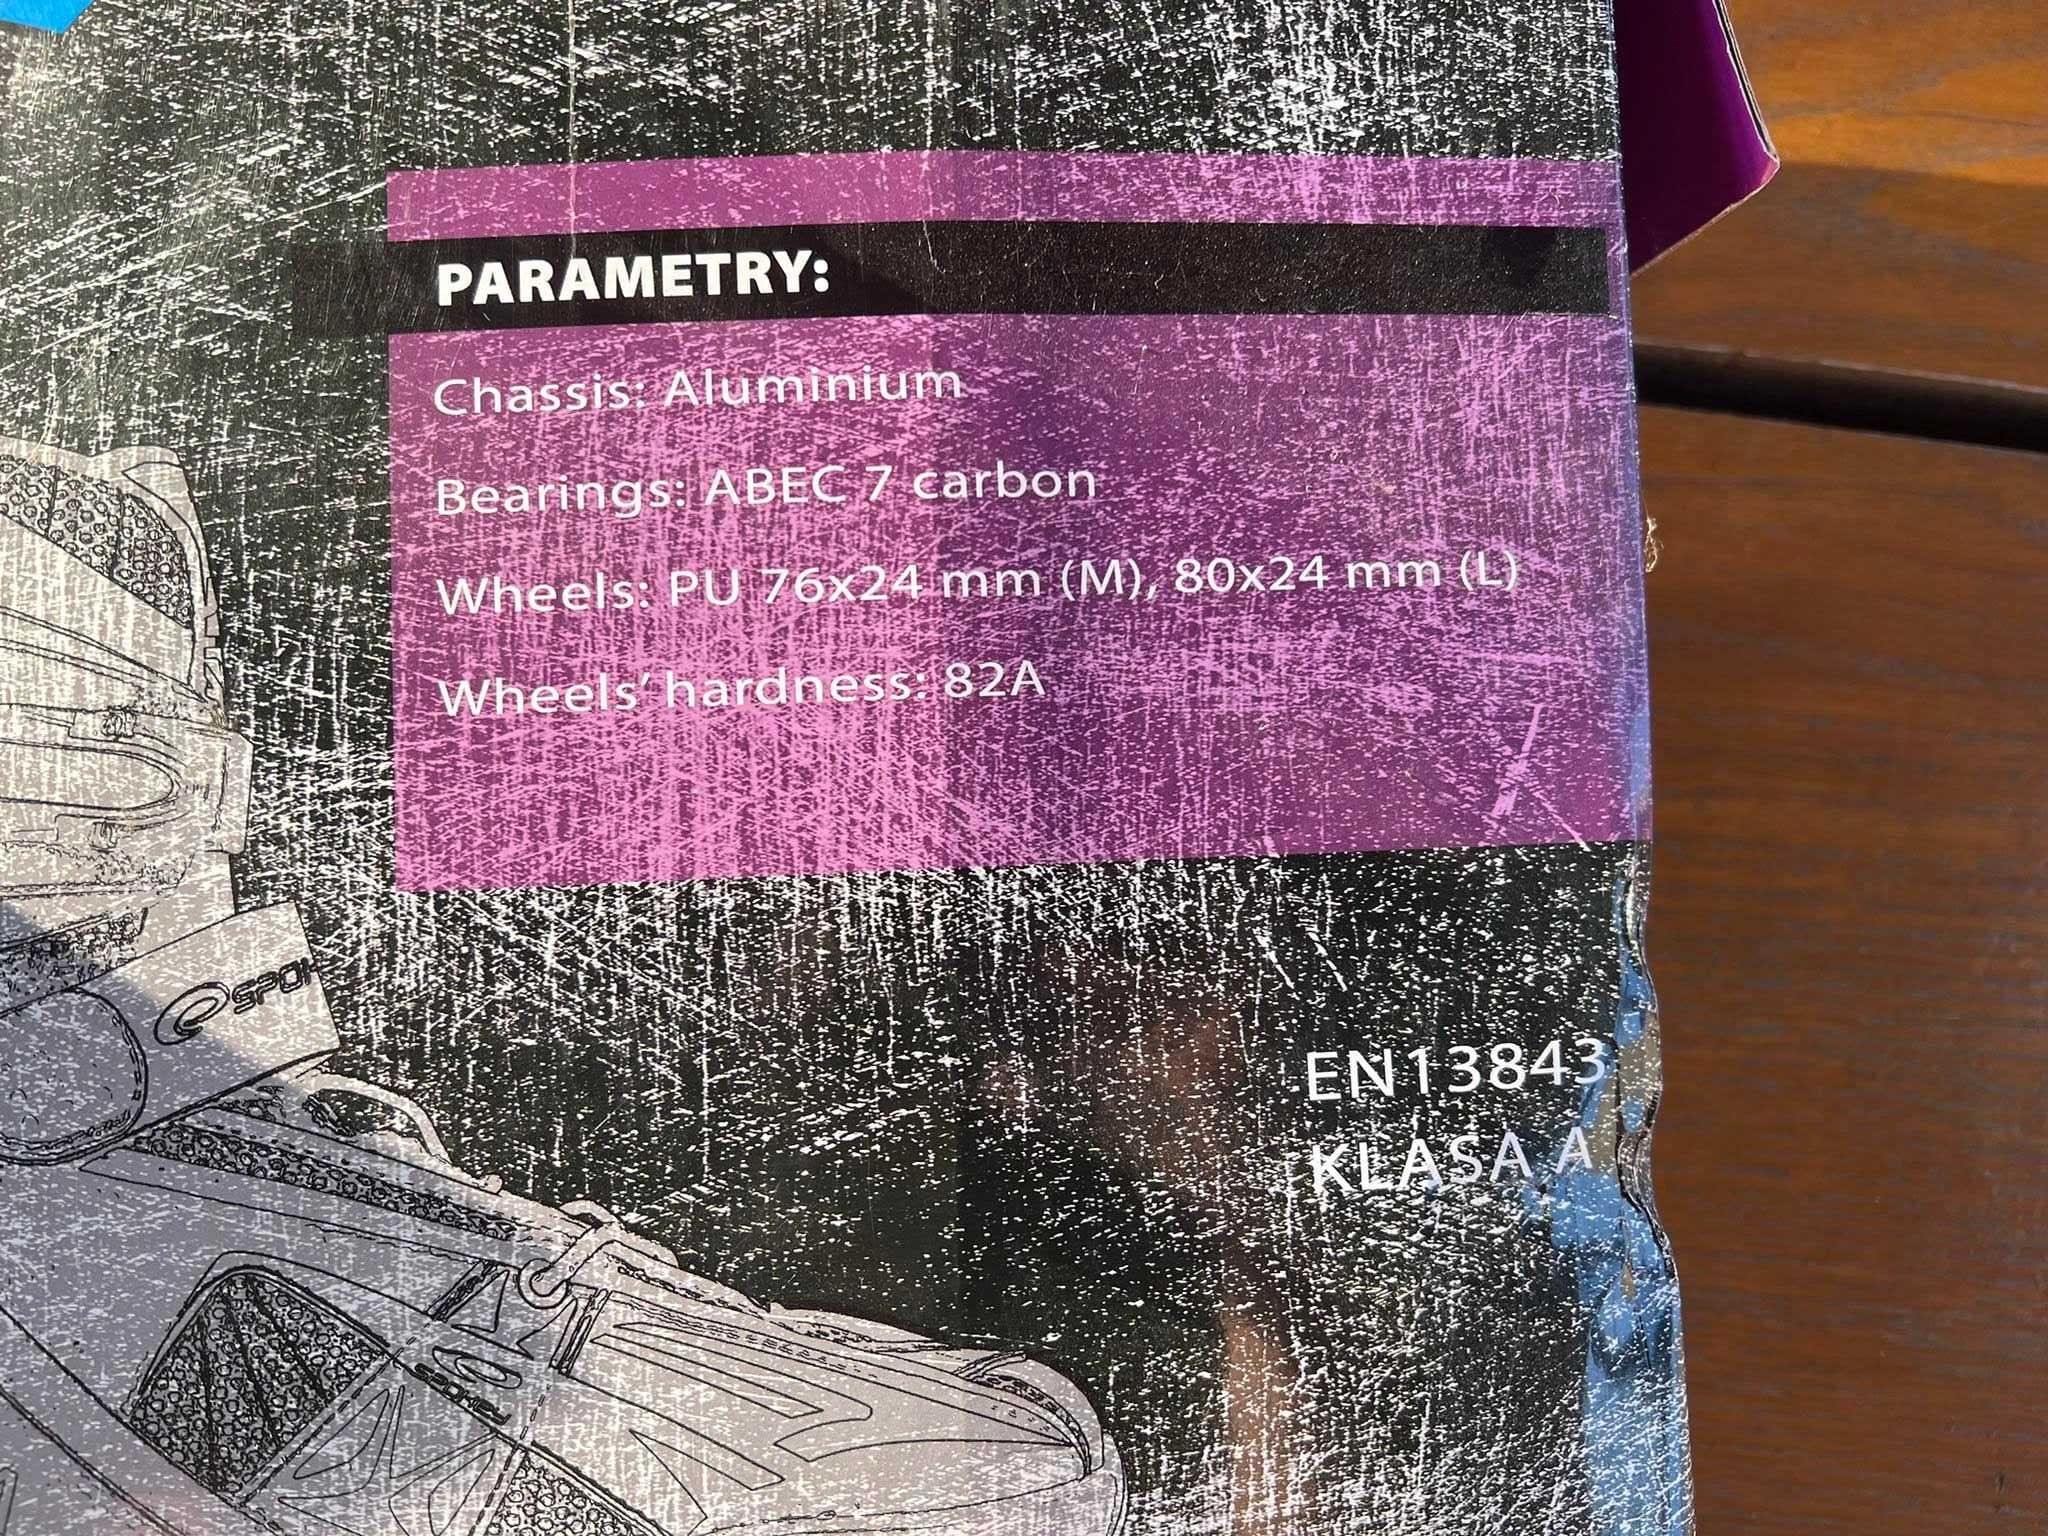 PARAMETRY:
Chassis: Aluminium
Bearings: ABEC 7 carbon
Wheels: PU 76x24 mm (M), 80x24 mm (L)
Wheels' hardness: 82A
EN13843
KLASA A